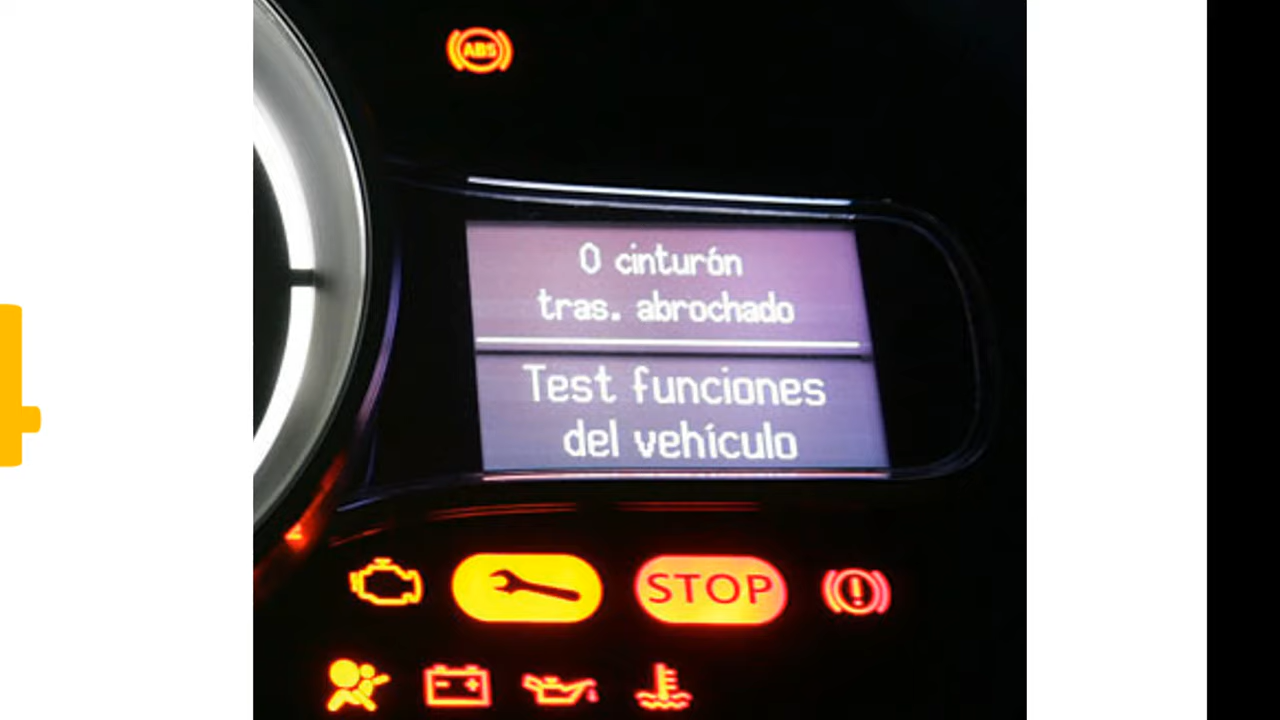 ABS
0 cinturón
tras. abrochado
Test funciones
del vehículo
STOP